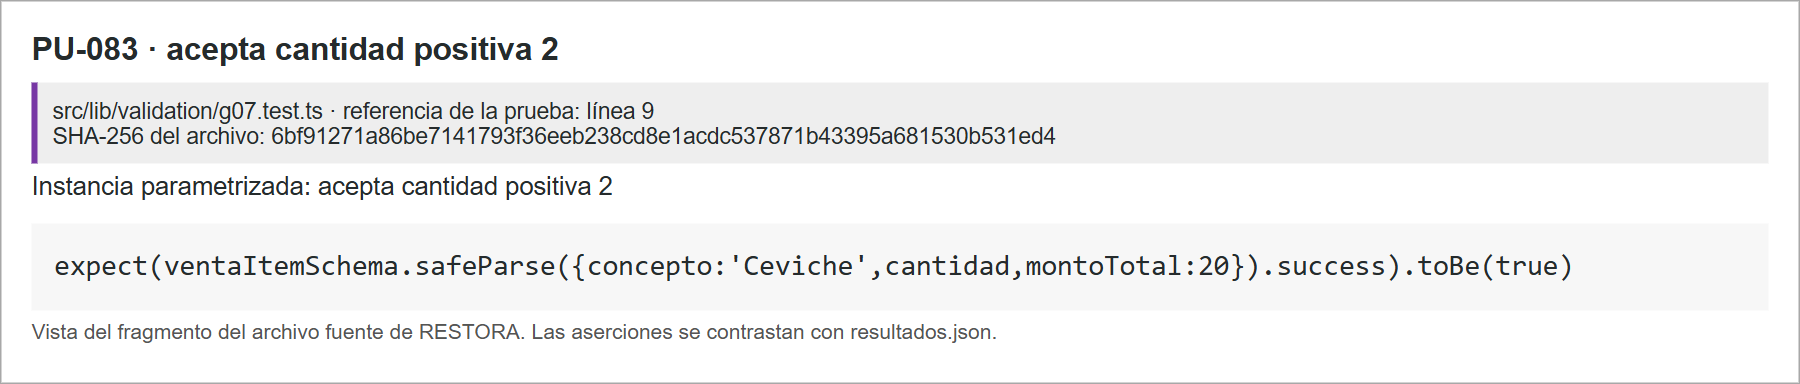 PU-083 · acepta cantidad positiva 2
src/lib/validation/g07.test.ts · referencia de la prueba: línea 9
SHA-256 del archivo: 6bf91271a86be7141793f36eeb238cd8e1acdc537871b43395a681530b531ed4
Instancia parametrizada: acepta cantidad positiva 2
expect(ventaItemSchema.safeParse({concepto:'Ceviche',cantidad,montoTotal:20}).success).toBe(true)
Vista del fragmento del archivo fuente de RESTORA. Las aserciones se contrastan con resultados.json.